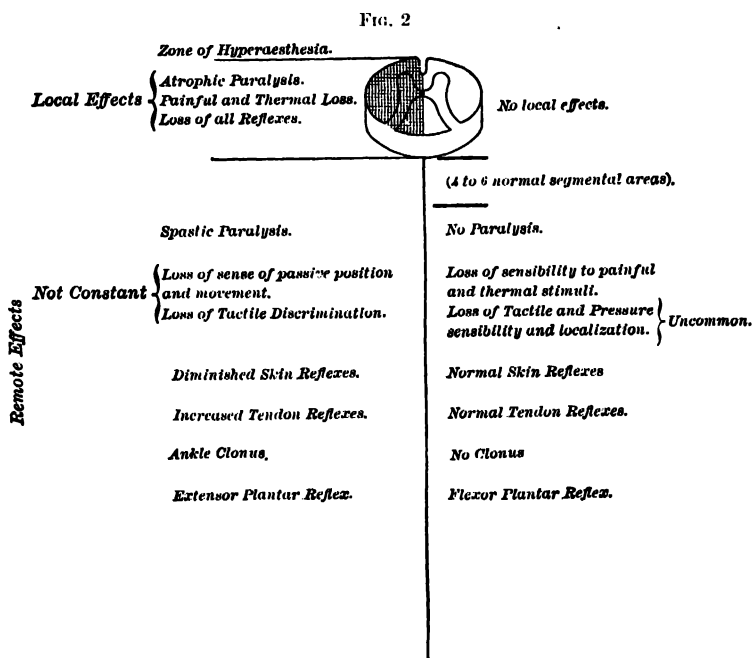 FIG. 2
Zone of Hyperaesthesia.
Local Effects
Atrophic Paralysis.
Painful and Thermal Loss.
Loss of all Reflexes.
No local effects.
(4 to 6 normal segmental areas).
Remote Effects
Spastic Paralysis.
No Paralysis.
Not Constant
Loss of sense of passive position
and movement.
Loss of Tactile Discrimination.
Loss of sensibility to painful
and thermal stimuli.
Loss of Tactile and Pressure
sensibility and localization.
Uncommon.
Diminished Skin Reflexes.
Normal Skin Reflexes
Increased Tendon Reflexes.
Normal Tendon Reflexes.
Ankle Clonus.
No Clonus
Extensor Plantar Reflex.
Flexor Plantar Reflex.